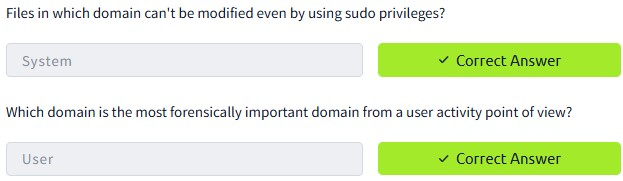 Files in which domain can't be modified even by using sudo privileges?
System
✓ Correct Answer
Which domain is the most forensically important domain from a user activity point of view?
User
✓ Correct Answer